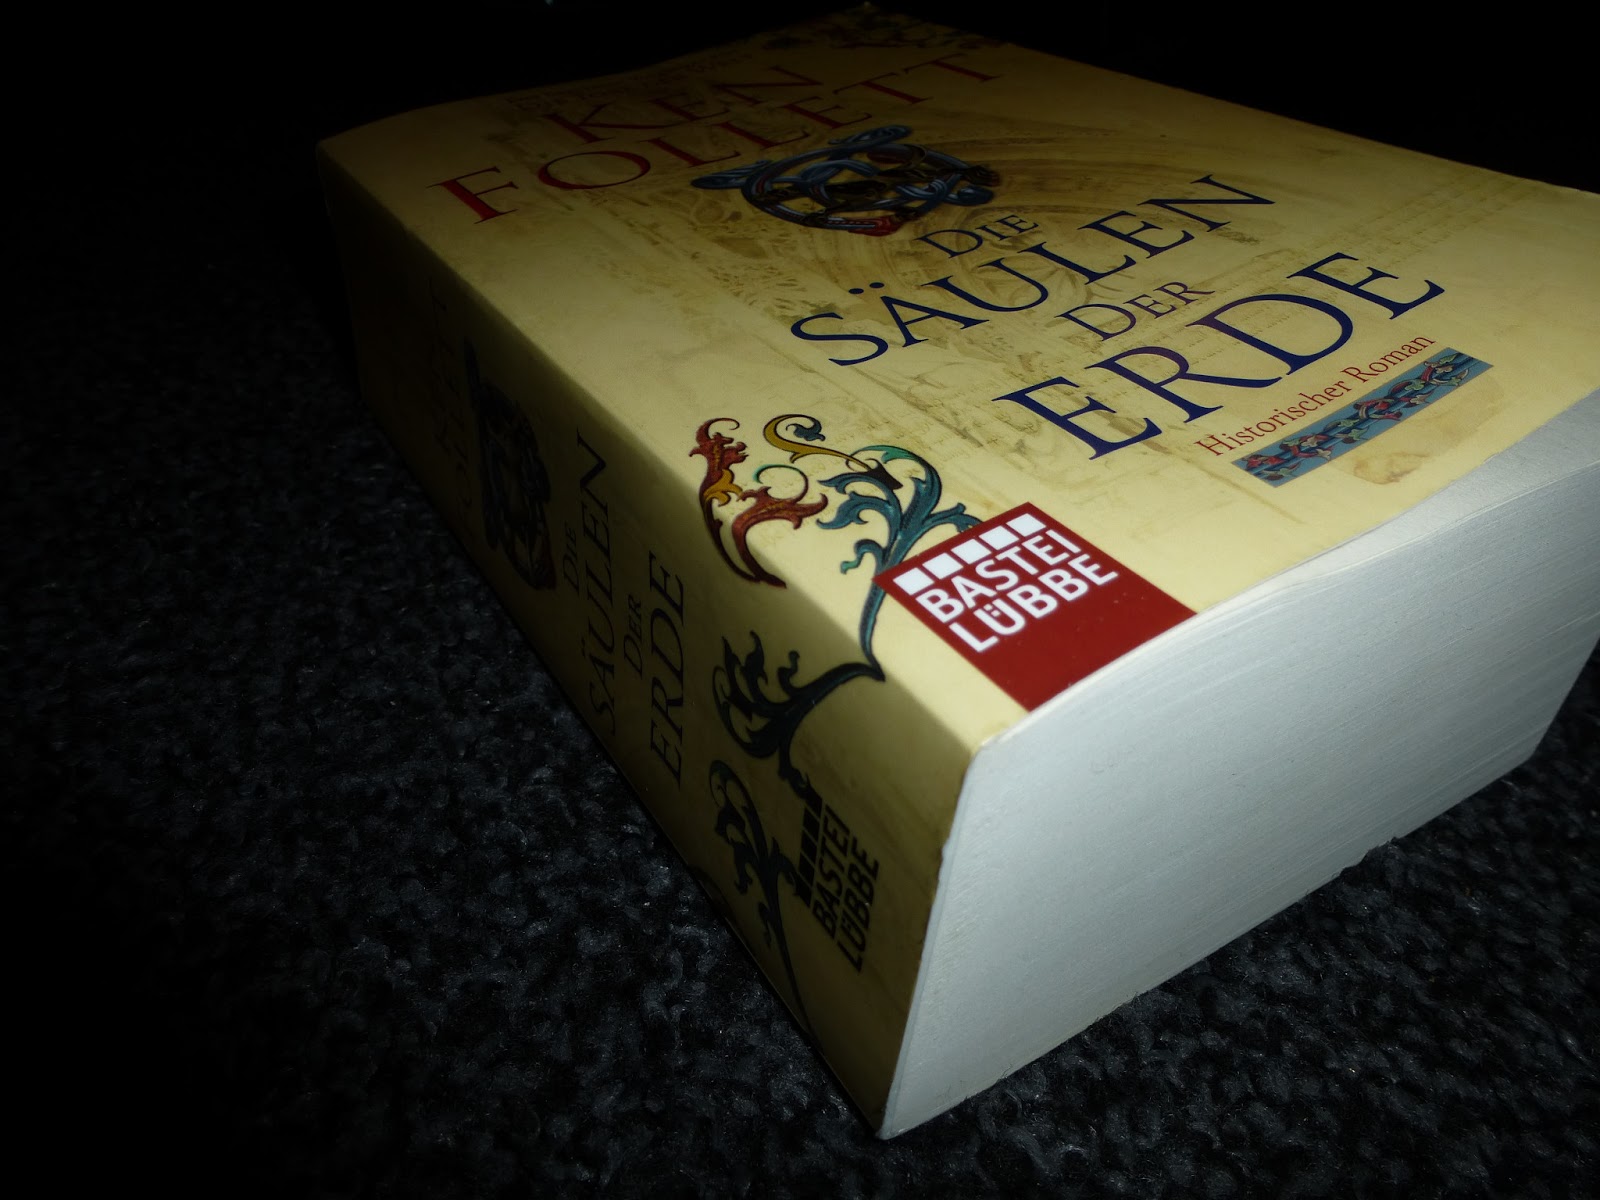 KEN
FOLLETT
DIE
SÄULEN
DER
ERDE
Historischer Roman
BASTEI
LÜBBE
DIE
SÄULEN
DER
ERDE
BASTEI
LÜBBE